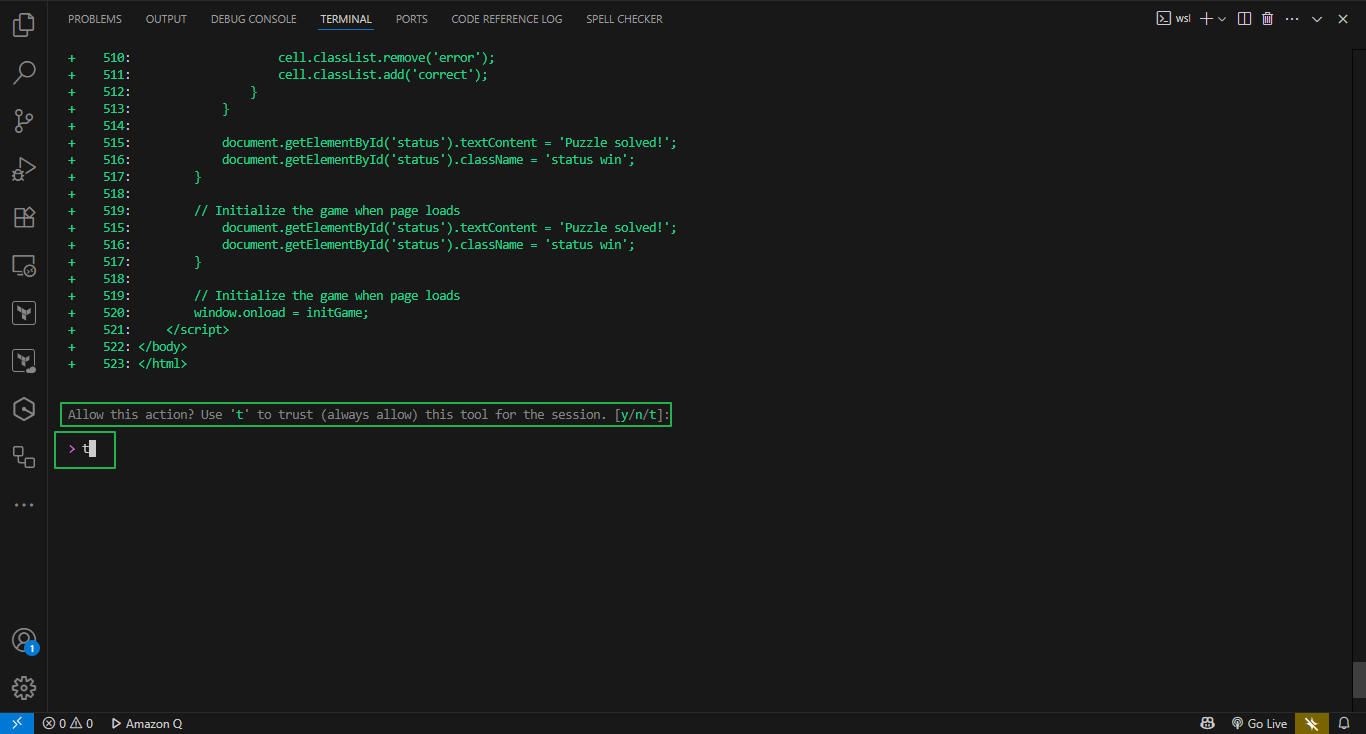 PROBLEMS OUTPUT DEBUG CONSOLE TERMINAL PORTS CODE REFERENCE LOG SPELL CHECKER wsl
+ 510: cell.classList.remove('error');
+ 511: cell.classList.add('correct');
+ 512: }
+ 513: }
+ 514:
+ 515: document.getElementById('status').textContent = 'Puzzle solved!';
+ 516: document.getElementById('status').className = 'status win';
+ 517: }
+ 518:
+ 519: // Initialize the game when page loads
+ 515: document.getElementById('status').textContent = 'Puzzle solved!';
+ 516: document.getElementById('status').className = 'status win';
+ 517: }
+ 518:
+ 519: // Initialize the game when page loads
+ 520: window.onload = initGame;
+ 521: </script>
+ 522: </body>
+ 523: </html>
Allow this action? Use 't' to trust (always allow) this tool for the session. [y/n/t]:
> t
1
0 0 Amazon Q Go Live